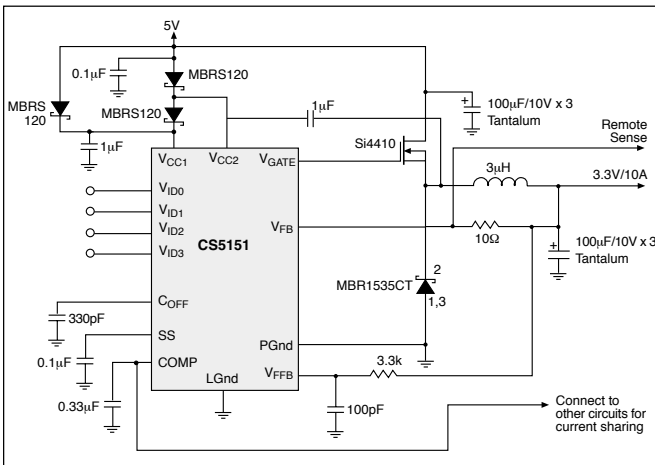 5V
0.1μF
MBRS
120
MBRS120
MBRS120
1μF
1μF
100μF/10V x 3
Tantalum
Si4410
Remote
Sense
3μH
3.3V/10A
VCC1
VCC2
VGATE
VID0
VID1
VID2
VID3
CS5151
VFB
10Ω
100μF/10V x 3
Tantalum
MBR1535CT
2
1,3
COFF
330pF
SS
0.1μF
COMP
0.33μF
LGnd
PGnd
VFFB
3.3k
100pF
Connect to
other circuits for
current sharing